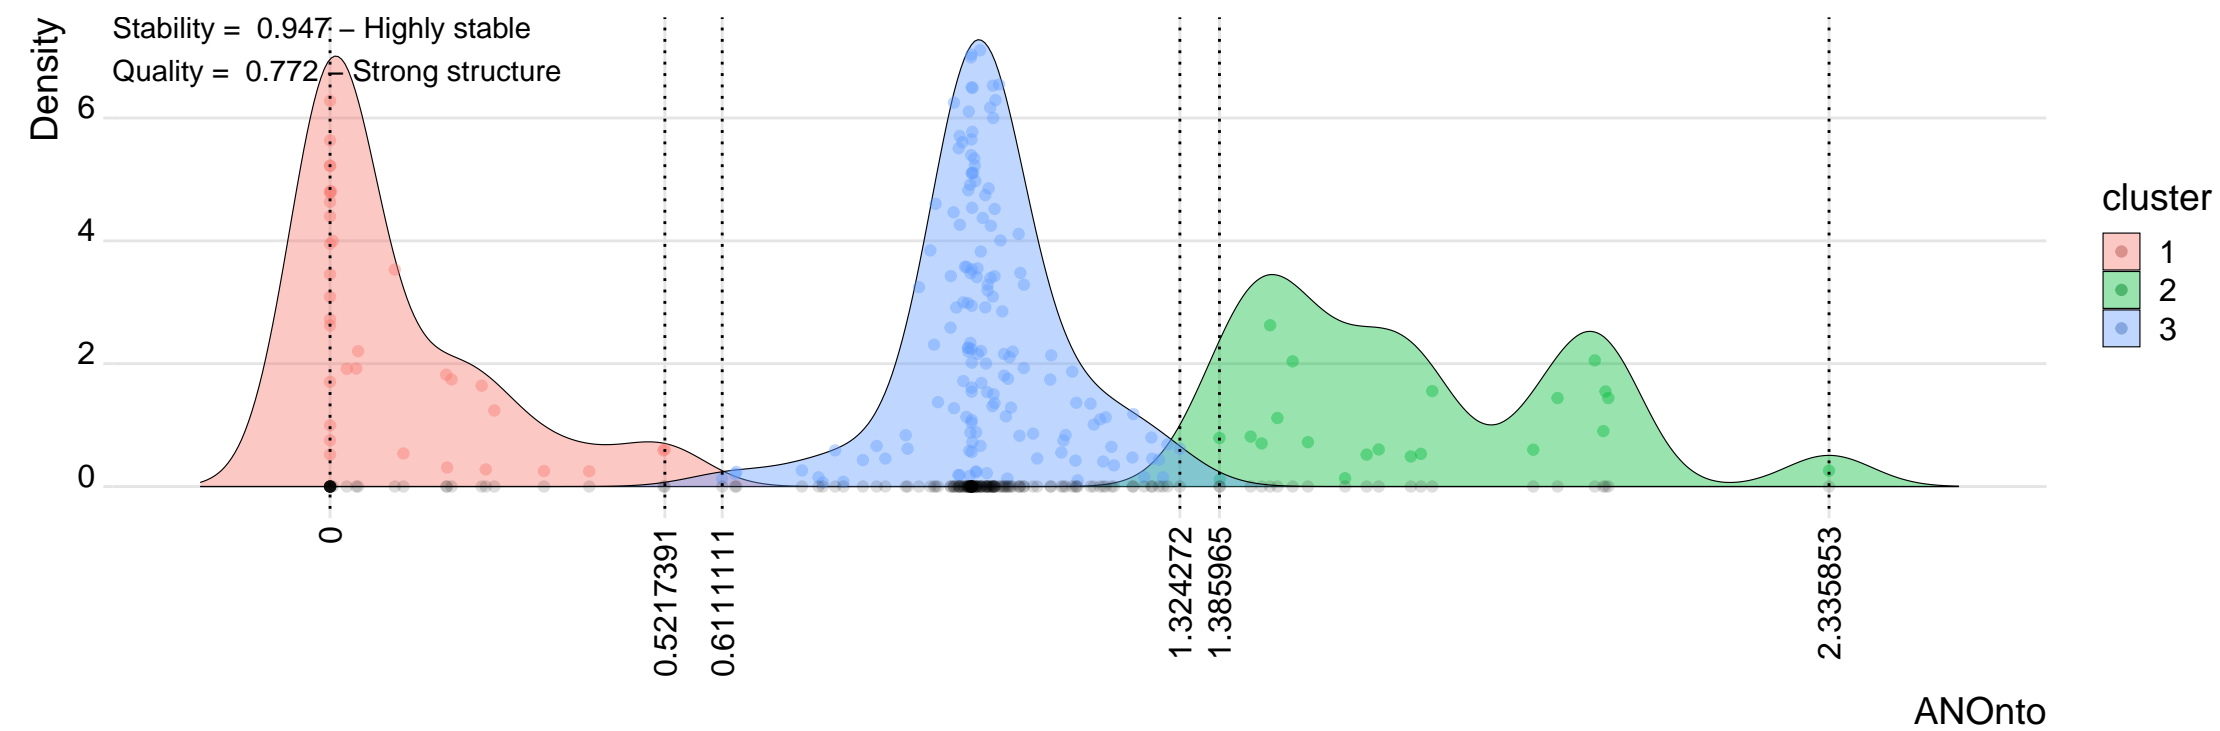 Stability =  0.947 – Highly stable
Quality =  0.772 – Strong structure
Density
6
4
2
0
0
0.5217391
0.6111111
1.324272
1.385965
2.335853
ANOnto
cluster
1
2
3